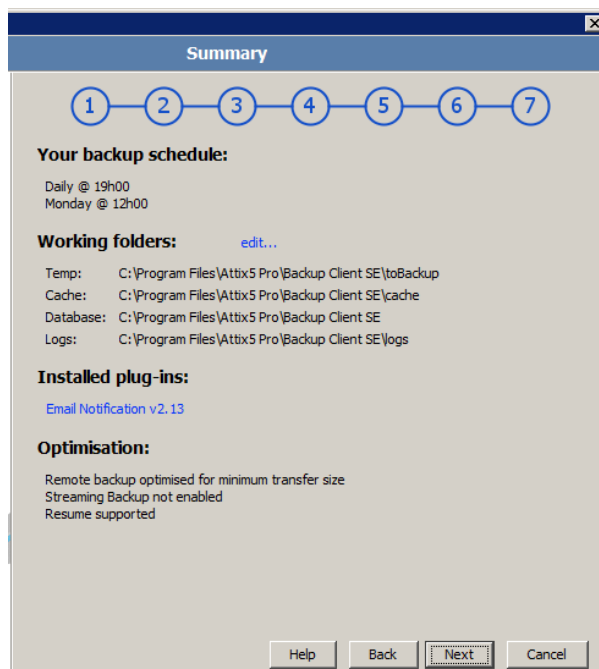 Summary
1 2 3 4 5 6 7
Your backup schedule:
Daily @ 19h00
Monday @ 12h00
Working folders: edit...
Temp: C:\Program Files\Attix5 Pro\Backup Client SE\toBackup
Cache: C:\Program Files\Attix5 Pro\Backup Client SE\cache
Database: C:\Program Files\Attix5 Pro\Backup Client SE
Logs: C:\Program Files\Attix5 Pro\Backup Client SE\logs
Installed plug-ins:
Email Notification v2.13
Optimisation:
Remote backup optimised for minimum transfer size
Streaming Backup not enabled
Resume supported
Help Back Next Cancel